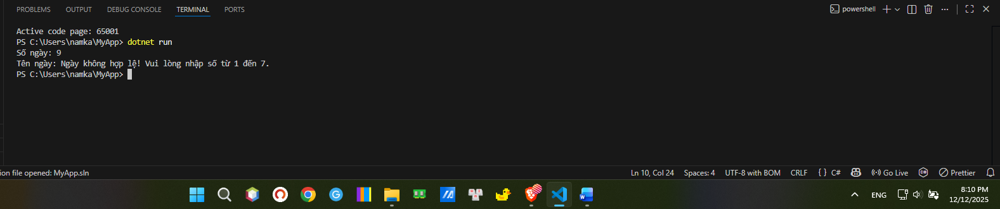 PROBLEMS OUTPUT DEBUG CONSOLE TERMINAL PORTS powershell
Active code page: 65001
PS C:\Users\namka\MyApp> dotnet run
Số ngày: 9
Tên ngày: Ngày không hợp lệ! Vui lòng nhập số từ 1 đến 7.
PS C:\Users\namka\MyApp>
ion file opened: MyApp.sln Ln 10, Col 24 Spaces: 4 UTF-8 with BOM CRLF {} C# Go Live C# Prettier
ENG 8:10 PM
12/12/2025